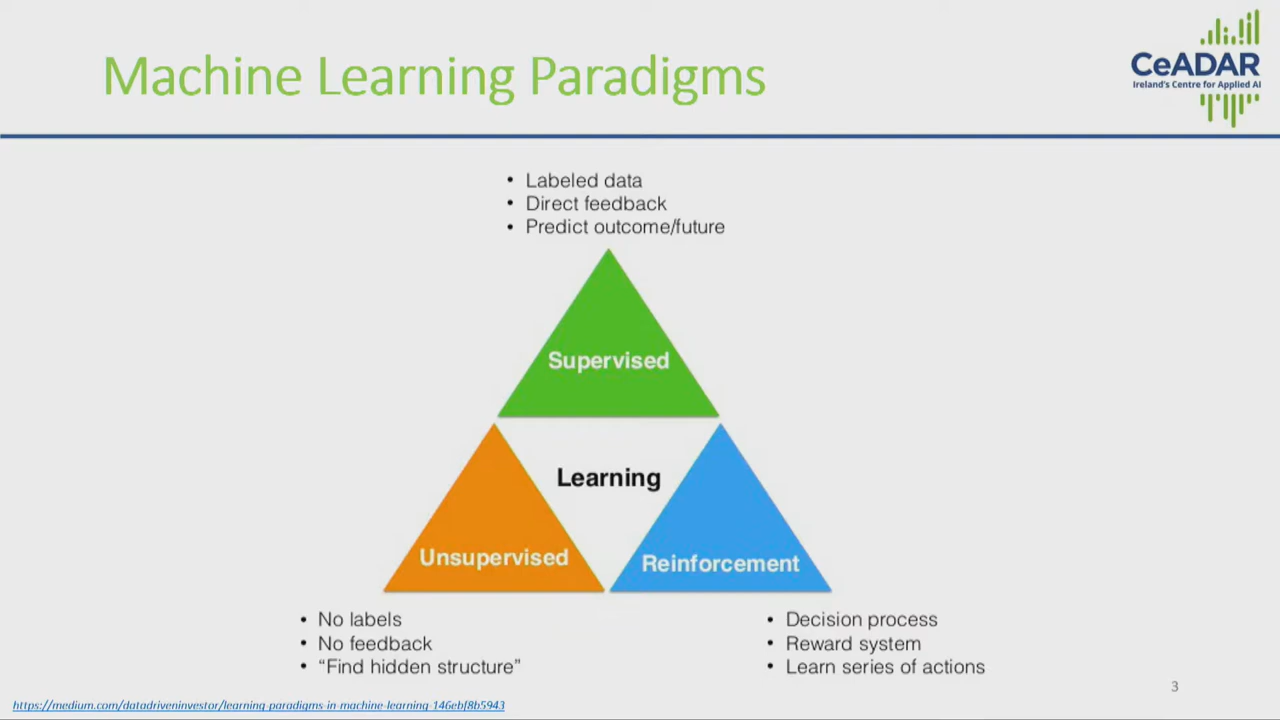 Machine Learning Paradigms
CeADAR
Ireland's Centre for Applied AI
• Labeled data
• Direct feedback
• Predict outcome/future
Supervised
Learning
Unsupervised
Reinforcement
• No labels
• No feedback
• “Find hidden structure”
• Decision process
• Reward system
• Learn series of actions
3
https://medium.com/datadriveninvestor/learning-paradigms-in-machine-learning-146ebf8b5943